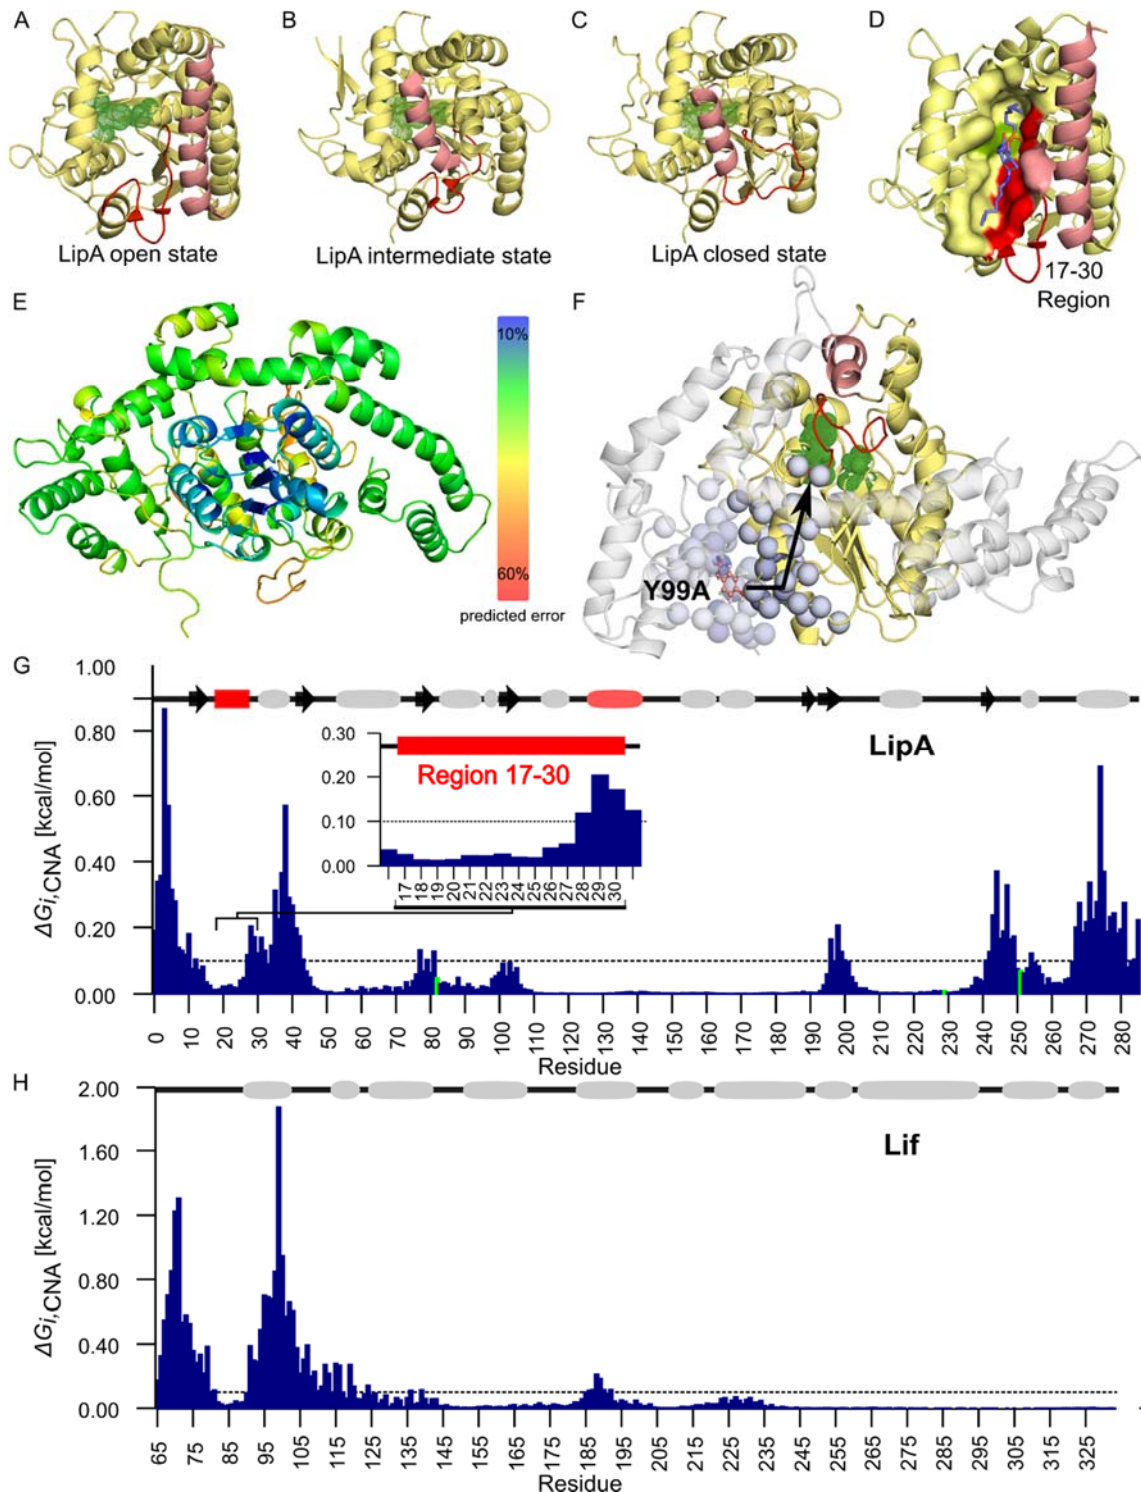 A
B
C
D
LipA open state
LipA intermediate state
LipA closed state
17-30
Region
E
10%
60%
predicted error
F
Y99A
G
1.00
0.80
0.60
0.40
0.20
0.00
ΔGi,CNA [kcal/mol]
LipA
0.30
0.20
0.10
0.00
Region 17-30
17 18 19 20 21 22 23 24 25 26 27 28 29 30
0 10 20 30 40 50 60 70 80 90 100 110 120 130 140 150 160 170 180 190 200 210 220 230 240 250 260 270 280
Residue
H
2.00
1.60
1.20
0.80
0.40
0.00
ΔGi,CNA [kcal/mol]
Lif
65 75 85 95 105 115 125 135 145 155 165 175 185 195 205 215 225 235 245 255 265 275 285 295 305 315 325
Residue